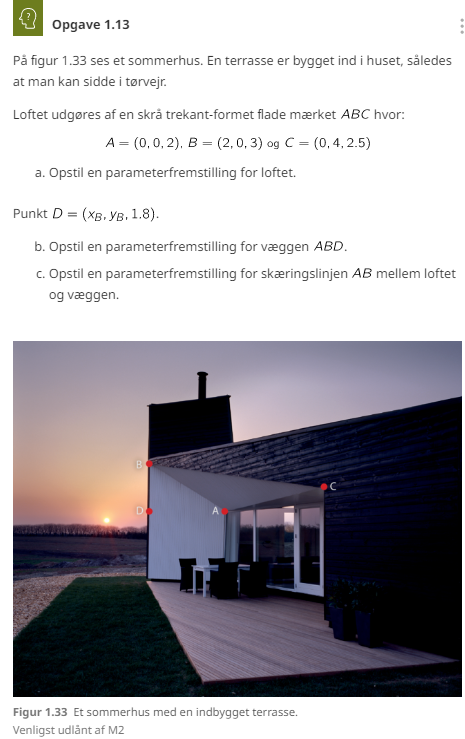 Opgave 1.13
På figur 1.33 ses et sommerhus. En terrasse er bygget ind i huset, således
at man kan sidde i tørvejr.
Loftet udgøres af en skrå trekant-formet flade mærket ABC hvor:
A = (0, 0, 2), B = (2, 0, 3) og C = (0, 4, 2.5)
a. Opstil en parameterfremstilling for loftet.
Punkt D = (x_B, y_B, 1.8).
b. Opstil en parameterfremstilling for væggen ABD.
c. Opstil en parameterfremstilling for skæringslinjen AB mellem loftet
og væggen.
B
C
D
A
Figur 1.33 Et sommerhus med en indbygget terrasse.
Venligst udlånt af M2